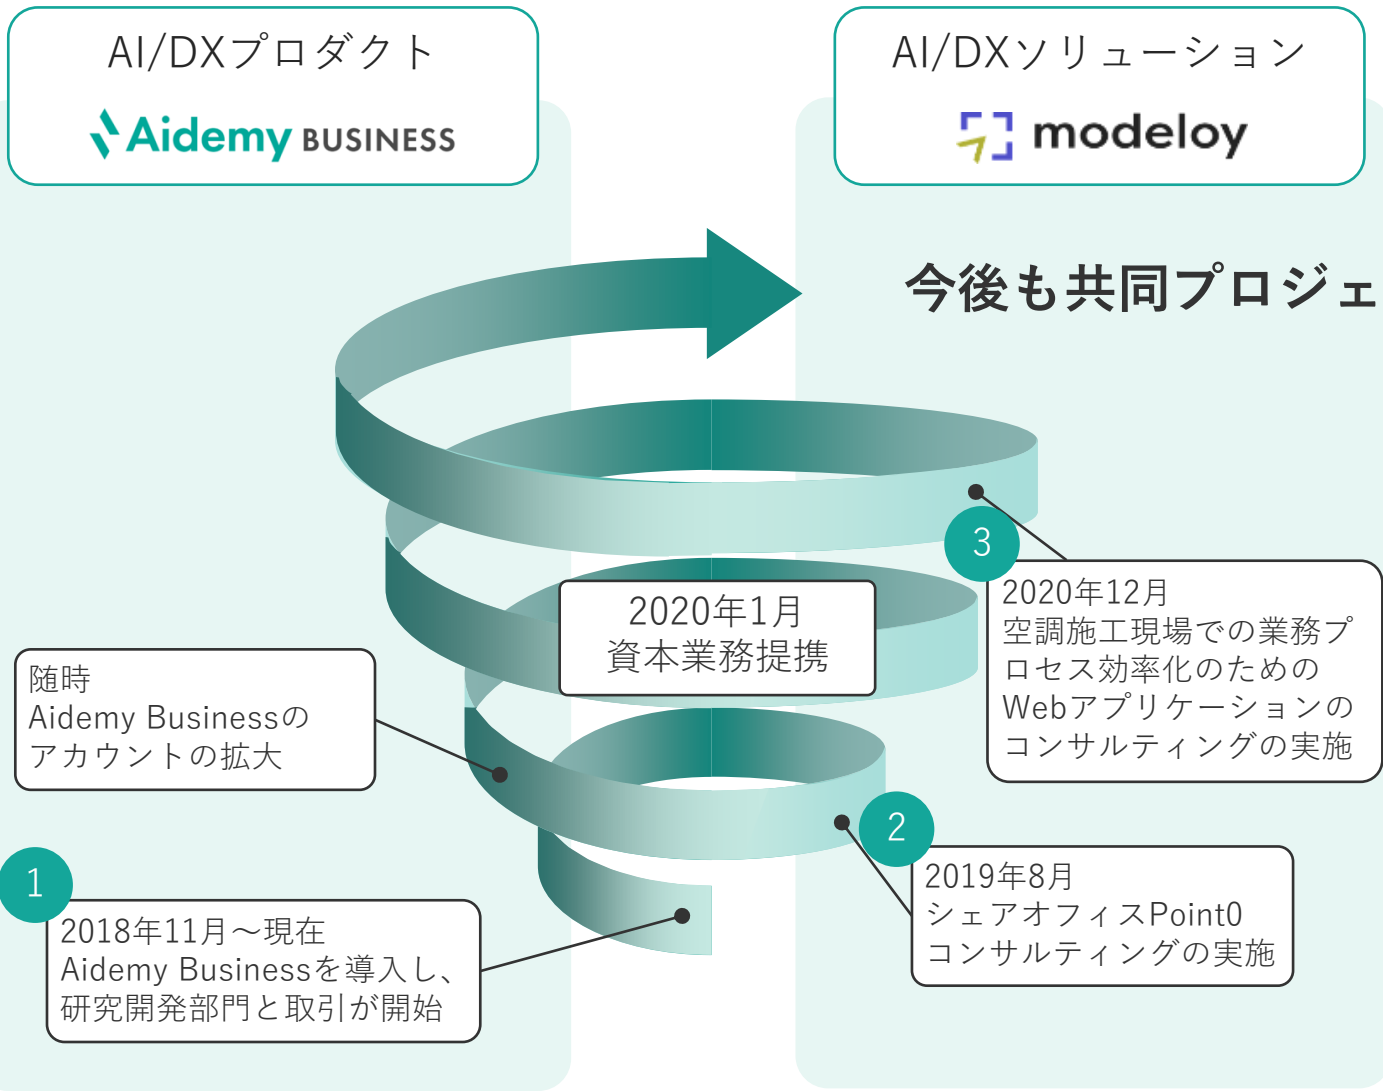 AI/DXプロダクト
Aidemy BUSINESS
AI/DXソリューション
modeloy
今後も共同プロジェ
3
2020年12月
空調施工現場での業務プ
ロセス効率化のための
Webアプリケーションの
コンサルティングの実施
2020年1月
資本業務提携
随時
Aidemy Businessの
アカウントの拡大
2
2019年8月
シェアオフィスPoint0
コンサルティングの実施
1
2018年11月～現在
Aidemy Businessを導入し、
研究開発部門と取引が開始